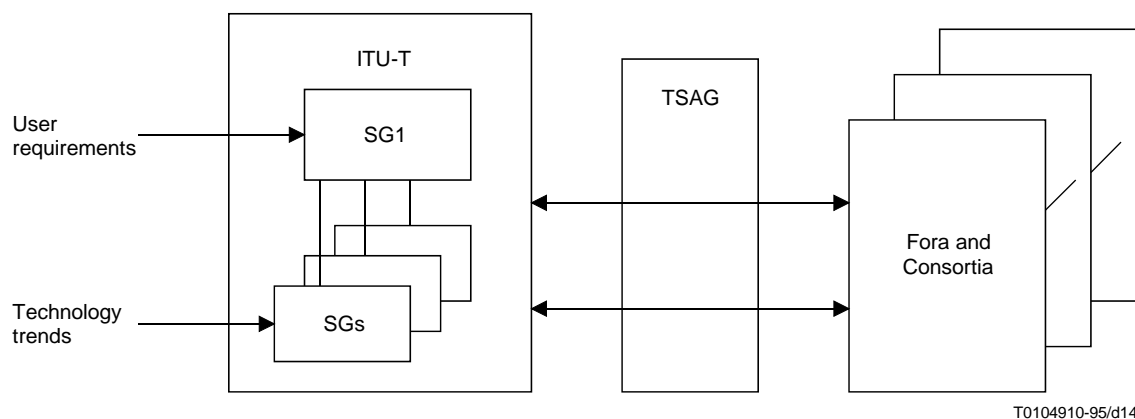 ITU-T
TSAG
User
requirements
SG1
Fora and
Consortia
Technology
trends
SGs
T0104910-95/d14